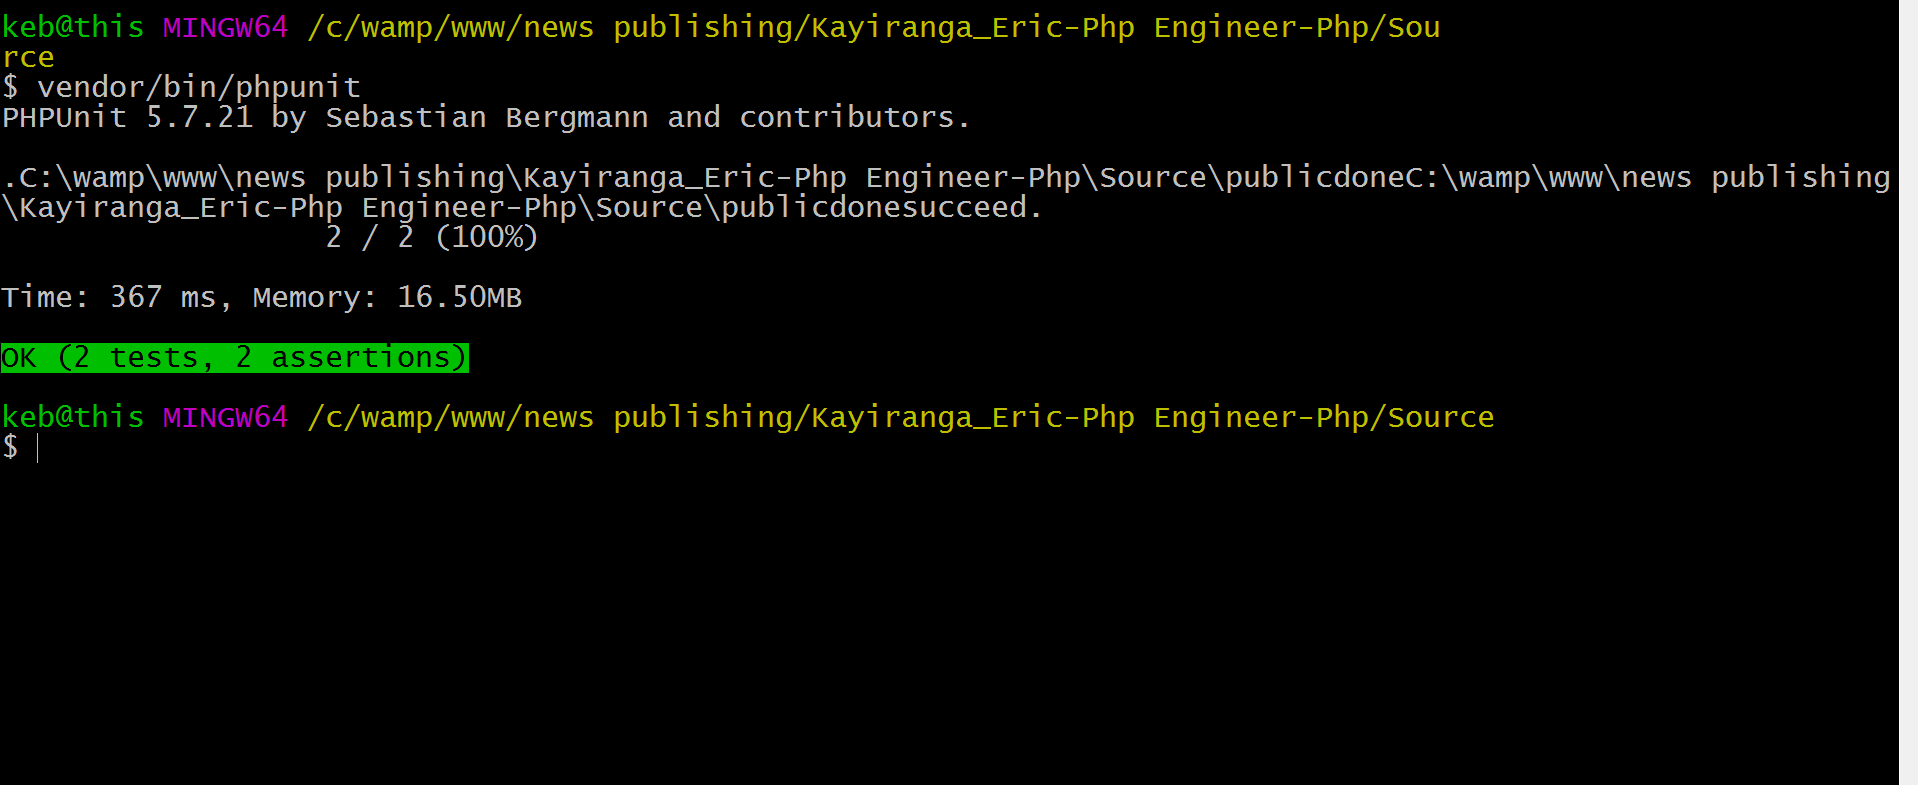 keb@this MINGW64 /c/wamp/www/news publishing/Kayiranga_Eric-Php Engineer-Php/Sou
rce
$ vendor/bin/phpunit
PHPUnit 5.7.21 by Sebastian Bergmann and contributors.
.C:\wamp\www\news publishing\Kayiranga_Eric-Php Engineer-Php\Source\publicdoneC:\wamp\www\news publishing
\Kayiranga_Eric-Php Engineer-Php\Source\publicdonesucceed.
2 / 2 (100%)
Time: 367 ms, Memory: 16.50MB
OK (2 tests, 2 assertions)
keb@this MINGW64 /c/wamp/www/news publishing/Kayiranga_Eric-Php Engineer-Php/Source
$